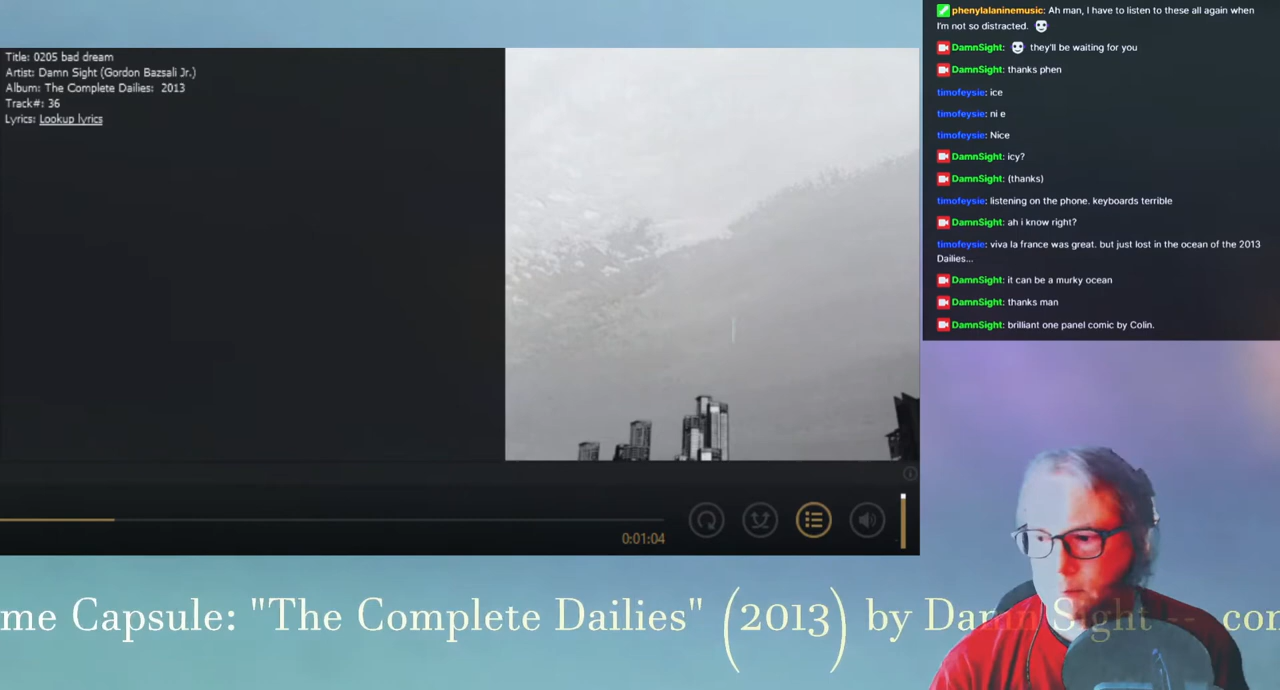 Title: 0205 bad dream
Artist: Damn Sight (Gordon Bazsali Jr.)
Album: The Complete Dailies:  2013
Track#: 36
Lyrics: Lookup lyrics
0:01:04
phenylalaninemusic: Ah man, I have to listen to these all again when
I'm not so distracted.
DamnSight: they'll be waiting for you
DamnSight: thanks phen
timofeysie: ice
timofeysie: ni e
timofeysie: Nice
DamnSight: icy?
DamnSight: (thanks)
timofeysie: listening on the phone. keyboards terrible
DamnSight: ah i know right?
timofeysie: viva la france was great. but just lost in the ocean of the 2013
Dailies...
DamnSight: it can be a murky ocean
DamnSight: thanks man
DamnSight: brilliant one panel comic by Colin.
me Capsule: "The Complete Dailies" (2013) by Damn Sight -- con